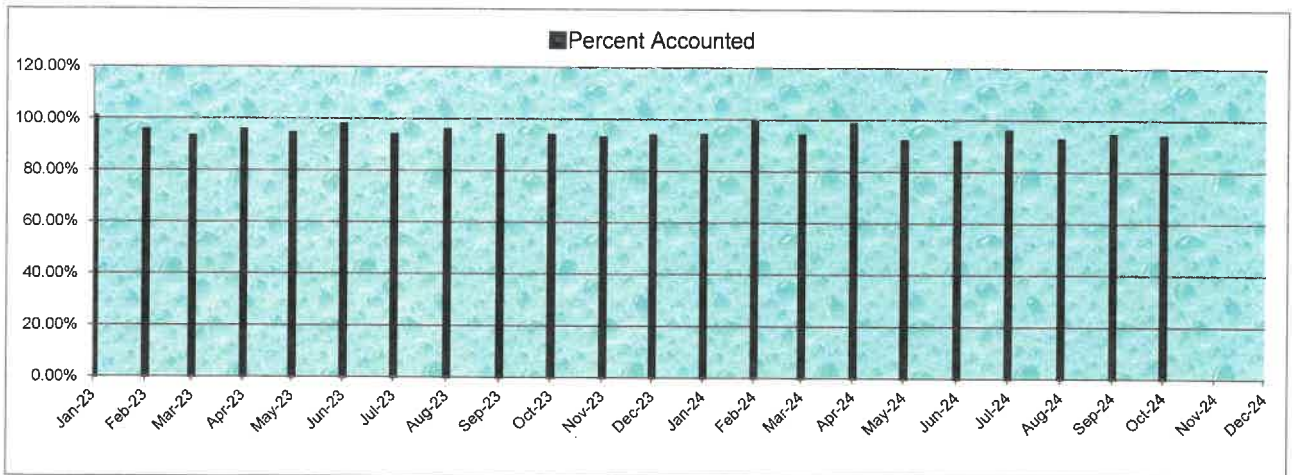 Percent Accounted
120.00%
100.00%
80.00%
60.00%
40.00%
20.00%
0.00%
Jan-23
Feb-23
Mar-23
Apr-23
May-23
Jun-23
Jul-23
Aug-23
Sep-23
Oct-23
Nov-23
Dec-23
Jan-24
Feb-24
Mar-24
Apr-24
May-24
Jun-24
Jul-24
Aug-24
Sep-24
Oct-24
Nov-24
Dec-24